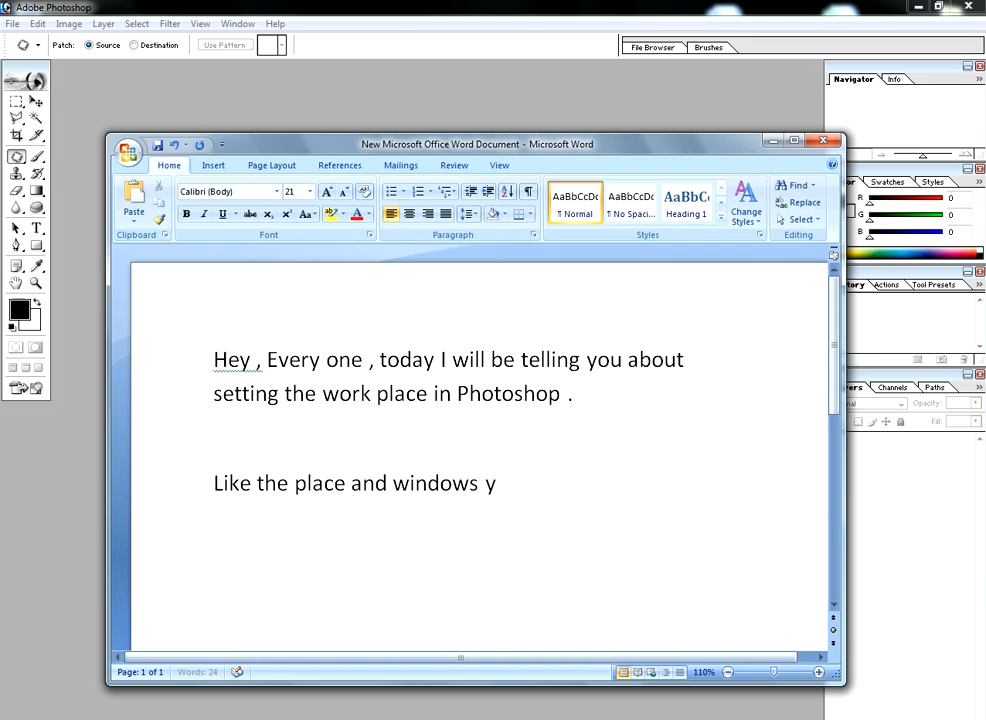 Adobe Photoshop
File Edit Image Layer Select Filter View Window Help
Patch: Source Destination Use Pattern
File Browser Brushes
Navigator Info
New Microsoft Office Word Document - Microsoft Word
Home Insert Page Layout References Mailings Review View
Calibri (Body) 21
Paste
B I U abc x₂ x² Aa A
AaBbCcDc AaBbCcDc AaBbC
¶ Normal ¶ No Spaci... Heading 1
Change Styles
Find
Replace
Select
Clipboard Font Paragraph Styles Editing
Swatches Styles
R 0
G 0
B 0
tory Actions Tool Presets
Channels Paths
Opacity:
Fill:
Hey , Every one , today I will be telling you about
setting the work place in Photoshop .
Like the place and windows y
Page: 1 of 1 Words: 24 110%